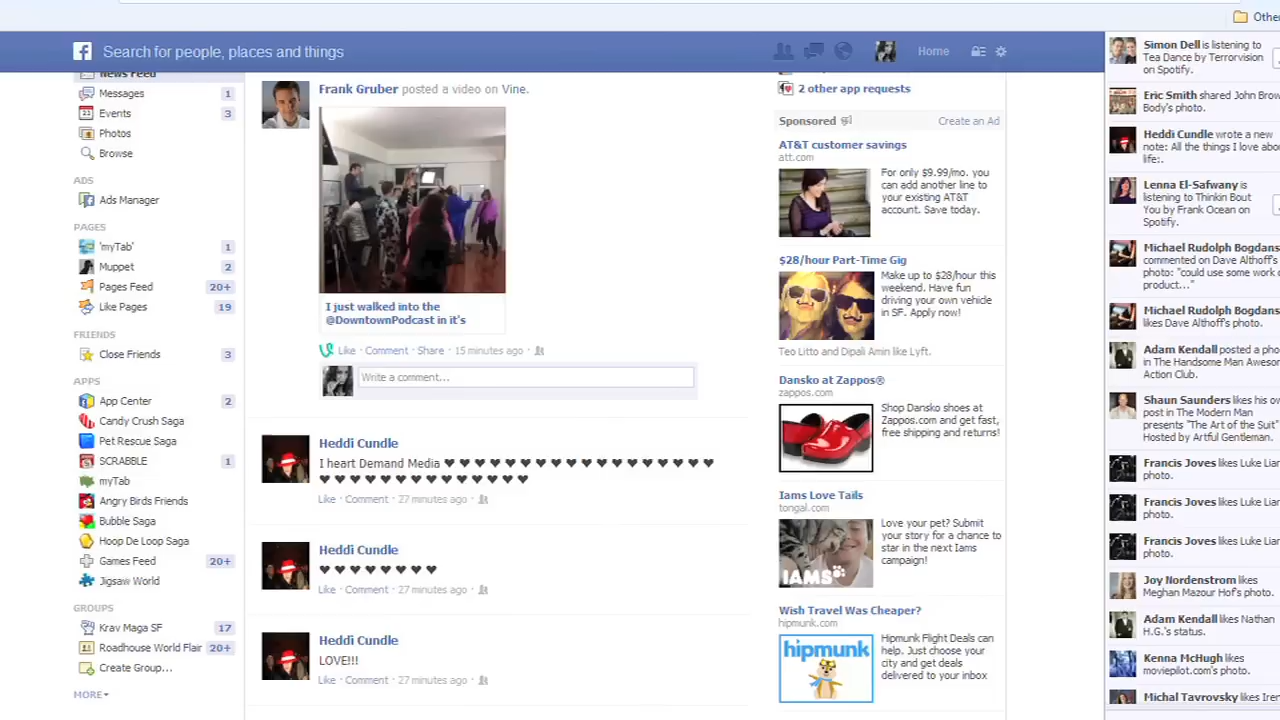 Other
Search for people, places and things
Home
News Feed
Messages 1
Events 3
Photos
Browse
ADS
Ads Manager
PAGES
'myTab' 1
Muppet 2
Pages Feed 20+
Like Pages 19
FRIENDS
Close Friends 3
APPS
App Center 2
Candy Crush Saga
Pet Rescue Saga
SCRABBLE 1
myTab
Angry Birds Friends
Bubble Saga
Hoop De Loop Saga
Games Feed 20+
Jigsaw World
GROUPS
Krav Maga SF 17
Roadhouse World Flair 20+
Create Group...
MORE
Frank Gruber posted a video on Vine.
I just walked into the
@DowntownPodcast in it's
Like · Comment · Share · 15 minutes ago ·
Write a comment...
Heddi Cundle
I heart Demand Media ♥♥♥♥♥♥♥♥♥♥♥♥♥♥♥♥♥♥
♥♥♥♥♥♥♥♥♥♥♥♥♥♥
Like · Comment · 27 minutes ago ·
Heddi Cundle
♥♥♥♥♥♥♥♥
Like · Comment · 27 minutes ago ·
Heddi Cundle
LOVE!!!
Like · Comment · 27 minutes ago ·
2 other app requests
Sponsored Create an Ad
AT&T customer savings
att.com
For only $9.99/mo. you
can add another line to
your existing AT&T
account. Save today.
$28/hour Part-Time Gig
Make up to $28/hour this
weekend. Have fun
driving your own vehicle
in SF. Apply now!
Teo Litto and Dipali Amin like Lyft.
Dansko at Zappos®
zappos.com
Shop Dansko shoes at
Zappos.com and get fast,
free shipping and returns!
Iams Love Tails
tongal.com
Love your pet? Submit
your story for a chance to
star in the next Iams
campaign!
IAMS
Wish Travel Was Cheaper?
hipmunk.com
hipmunk
Hipmunk Flight Deals can
help. Just choose your
city and get deals
delivered to your inbox
Simon Dell is listening to
Tea Dance by Terrorvision
on Spotify.
Eric Smith shared John Brow
Body's photo.
Heddi Cundle wrote a new
note: All the things I love abo
life:.
Lenna El-Safwany is
listening to Thinkin Bout
You by Frank Ocean on
Spotify.
Michael Rudolph Bogdans
commented on Dave Althoff's
photo: "could use some work o
product..."
Michael Rudolph Bogdans
likes Dave Althoff's photo.
Adam Kendall posted a pho
in The Handsome Man Aweso
Action Club.
Shaun Saunders likes his ow
post in The Modern Man
presents "The Art of the Suit"
Hosted by Artful Gentleman.
Francis Joves likes Luke Lian
photo.
Francis Joves likes Luke Lian
photo.
Francis Joves likes Luke Lian
photo.
Joy Nordenstrom likes
Meghan Mazour Hof's photo.
Adam Kendall likes Nathan
H.G.'s status.
Kenna McHugh likes
moviepilot.com's photo.
Michal Tavrovsky likes Iren